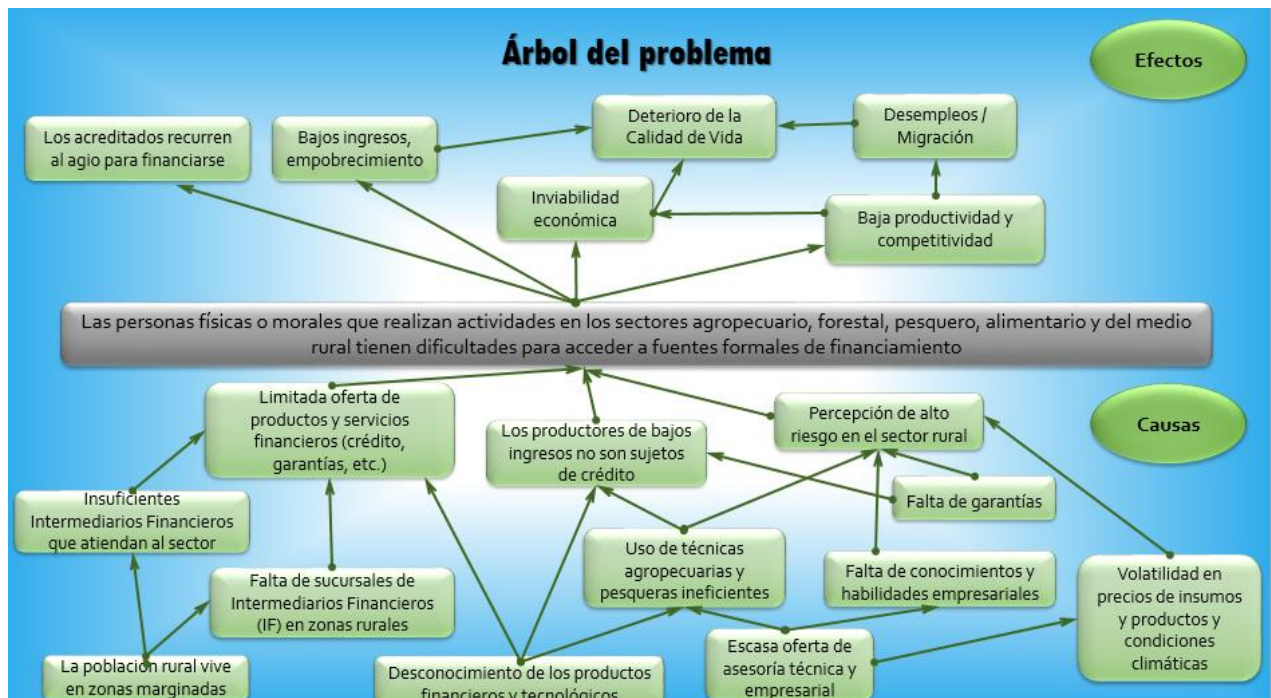 Árbol del problema
Efectos
Los acreditados recurren
al agio para financiarse
Bajos ingresos,
empobrecimiento
Deterioro de la
Calidad de Vida
Desempleos /
Migración
Inviabilidad
económica
Baja productividad y
competitividad
Las personas físicas o morales que realizan actividades en los sectores agropecuario, forestal, pesquero, alimentario y del medio
rural tienen dificultades para acceder a fuentes formales de financiamiento
Causas
Limitada oferta de
productos y servicios
financieros (crédito,
garantías, etc.)
Los productores de bajos
ingresos no son sujetos
de crédito
Percepción de alto
riesgo en el sector rural
Insuficientes
Intermediarios Financieros
que atiendan al sector
Falta de garantías
Uso de técnicas
agropecuarias y
pesqueras ineficientes
Falta de conocimientos y
habilidades empresariales
Volatilidad en
precios de insumos
y productos y
condiciones
climáticas
Falta de sucursales de
Intermediarios Financieros
(IF) en zonas rurales
La población rural vive
en zonas marginadas
Desconocimiento de los productos
financieros y tecnológicos
Escasa oferta de
asesoría técnica y
empresarial